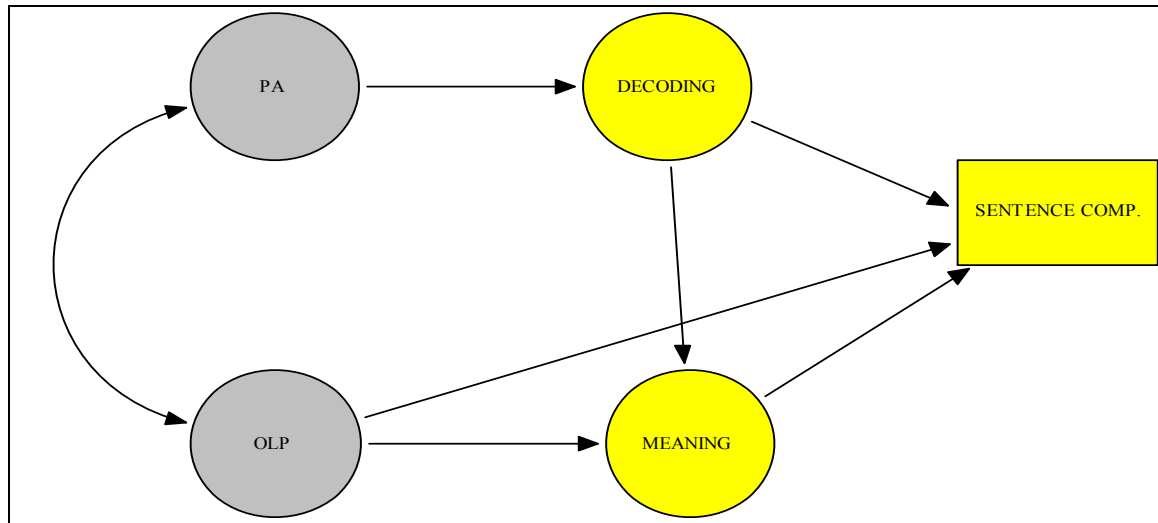 PA
DECODING
SENTENCE COMP.
OLP
MEANING